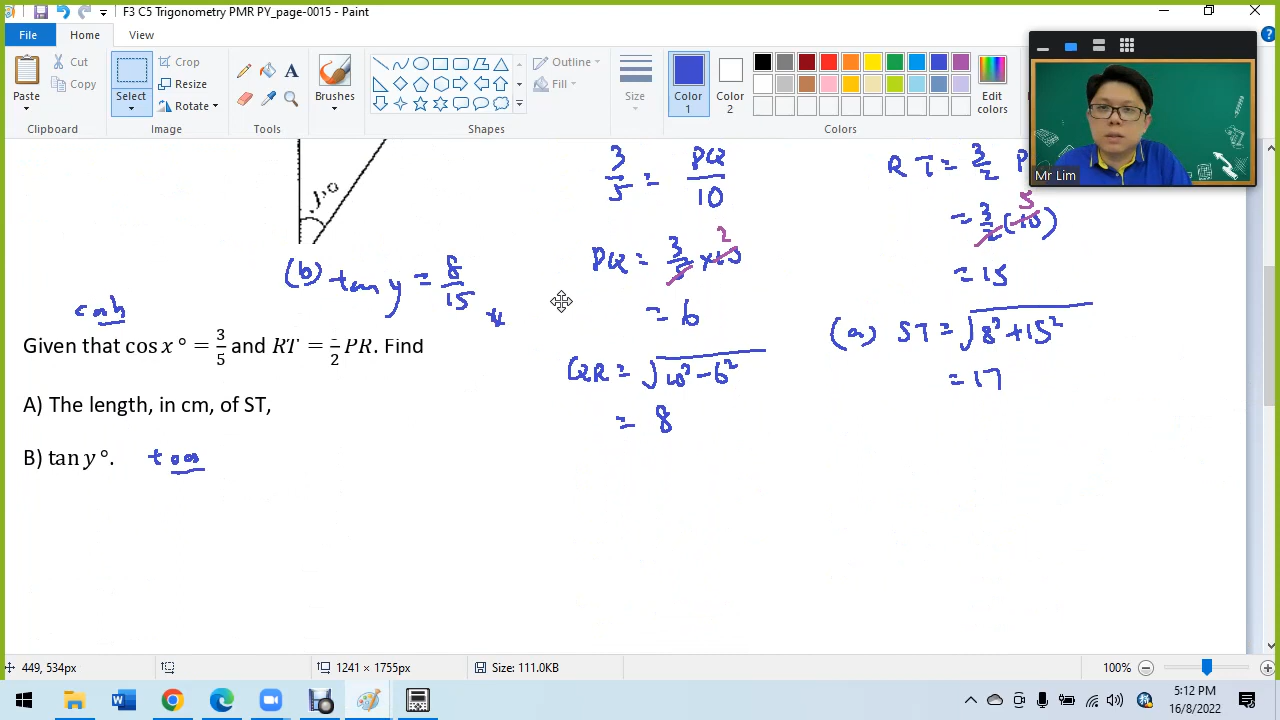 F3 C5 Trigonometry PMR PY_page-0015 - Paint
File Home View
Paste
Select
Cut
Copy
Crop
Resize
Rotate
Brushes
Size
Outline
Fill
Color 1
Color 2
Edit colors
Clipboard Image Tools Shapes Colors
Mr Lim
3/5 = PQ/10
PQ = 3/5 × 10 2
= 6
QR = √10² − 6²
= 8
RT = 3/2 P
= 3/2 (10) 5
= 15
(a) ST = √8² + 15²
= 17
(b) tan y = 8/15
cah
Given that cos x ° = 3/5 and RT = /2 PR. Find
A) The length, in cm, of ST,
B) tan y °. toa
449, 534px
1241 × 1755px
Size: 111.0KB
100%
5:12 PM
16/8/2022